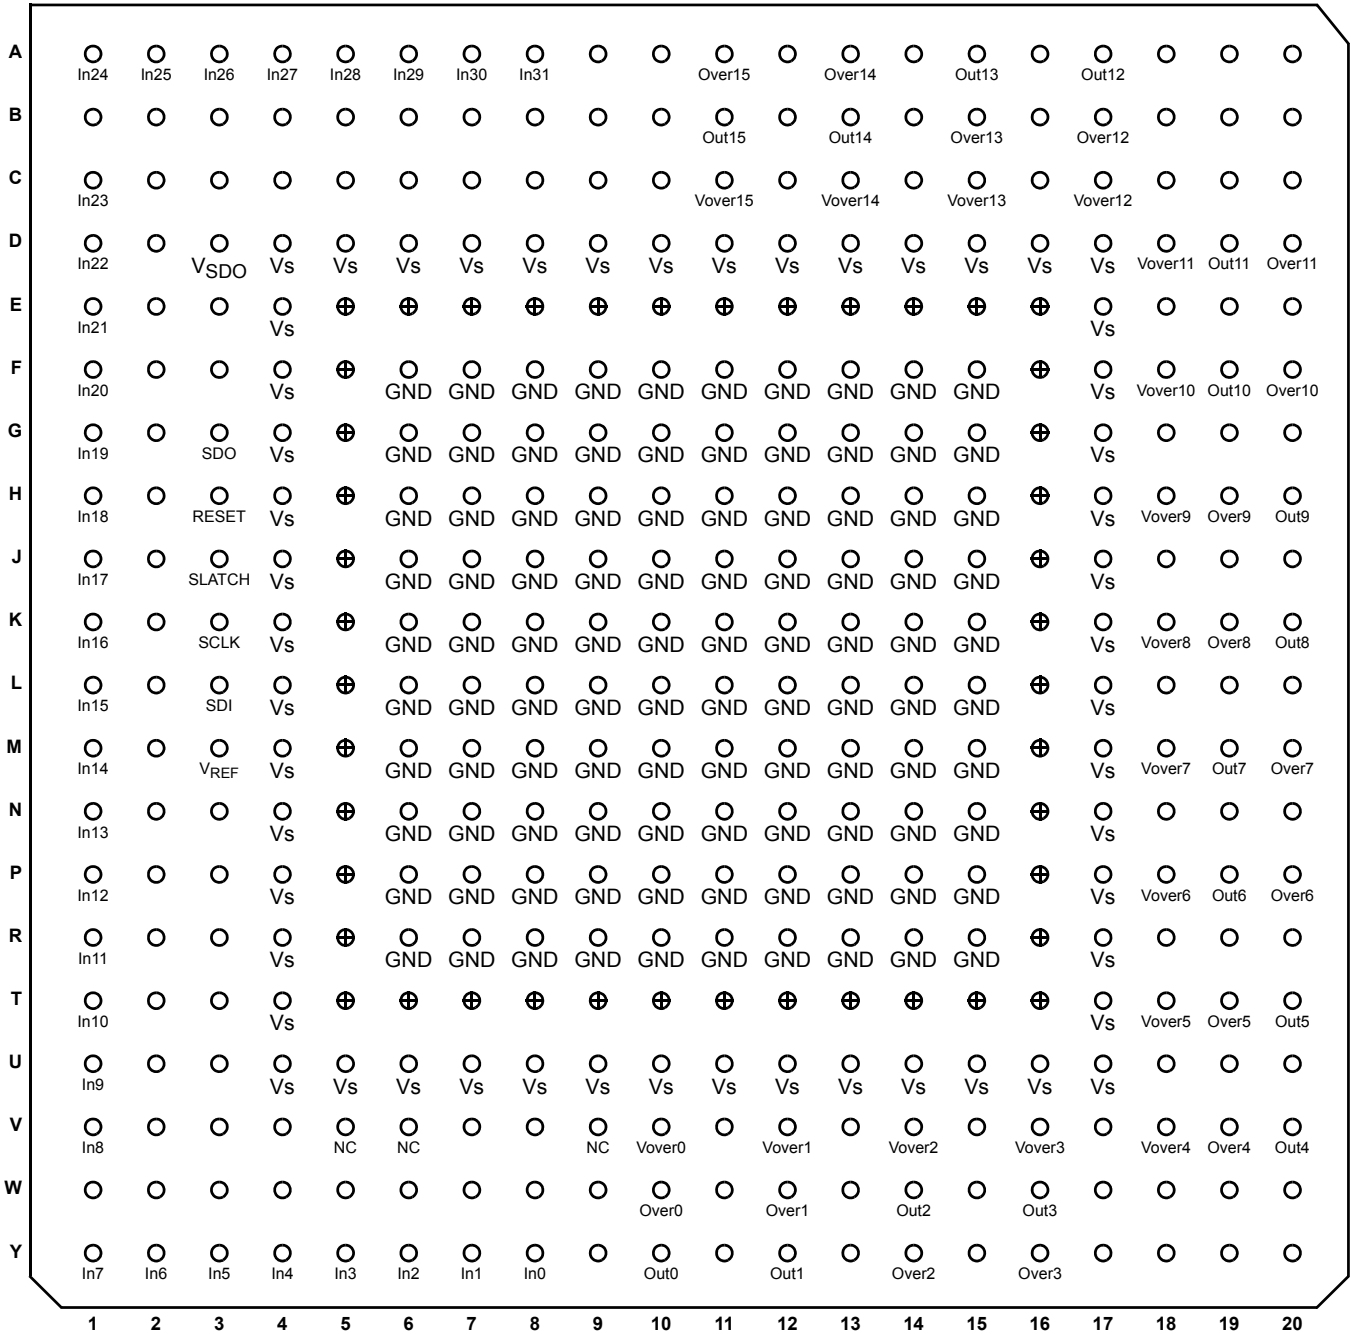 A
In24 In25 In26 In27 In28 In29 In30 In31 Over15 Over14 Out13 Out12
B
Out15 Out14 Over13 Over12
C
In23 Vover15 Vover14 Vover13 Vover12
D
In22 VSDO Vs Vs Vs Vs Vs Vs Vs Vs Vs Vs Vs Vs Vs Vs Vover11 Out11 Over11
E
In21 Vs Vs
F
In20 Vs GND GND GND GND GND GND GND GND GND GND Vs Vover10 Out10 Over10
G
In19 SDO Vs GND GND GND GND GND GND GND GND GND GND Vs
H
In18 RESET Vs GND GND GND GND GND GND GND GND GND GND Vs Vover9 Over9 Out9
J
In17 SLATCH Vs GND GND GND GND GND GND GND GND GND GND Vs
K
In16 SCLK Vs GND GND GND GND GND GND GND GND GND GND Vs Vover8 Over8 Out8
L
In15 SDI Vs GND GND GND GND GND GND GND GND GND GND Vs
M
In14 VREF Vs GND GND GND GND GND GND GND GND GND GND Vs Vover7 Out7 Over7
N
In13 Vs GND GND GND GND GND GND GND GND GND GND Vs
P
In12 Vs GND GND GND GND GND GND GND GND GND GND Vs Vover6 Out6 Over6
R
In11 Vs GND GND GND GND GND GND GND GND GND GND Vs
T
In10 Vs Vs Vover5 Over5 Out5
U
In9 Vs Vs Vs Vs Vs Vs Vs Vs Vs Vs Vs Vs Vs Vs
V
In8 NC NC NC Vover0 Vover1 Vover2 Vover3 Vover4 Over4 Out4
W
Over0 Over1 Out2 Out3
Y
In7 In6 In5 In4 In3 In2 In1 In0 Out0 Out1 Over2 Over3
1 2 3 4 5 6 7 8 9 10 11 12 13 14 15 16 17 18 19 20